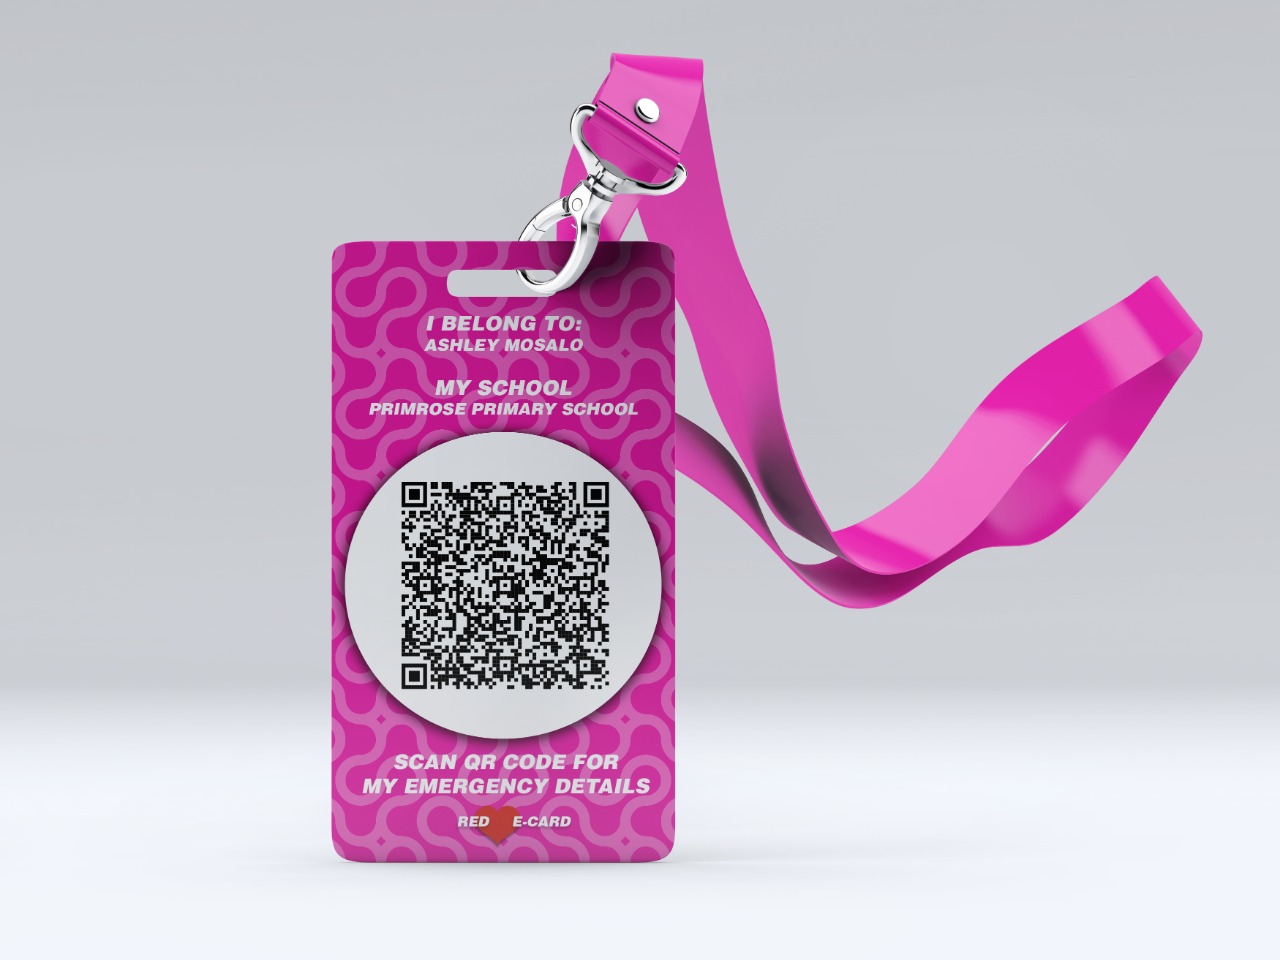 I BELONG TO:
ASHLEY MOSALO
MY SCHOOL
PRIMROSE PRIMARY SCHOOL
SCAN QR CODE FOR
MY EMERGENCY DETAILS
RED E-CARD